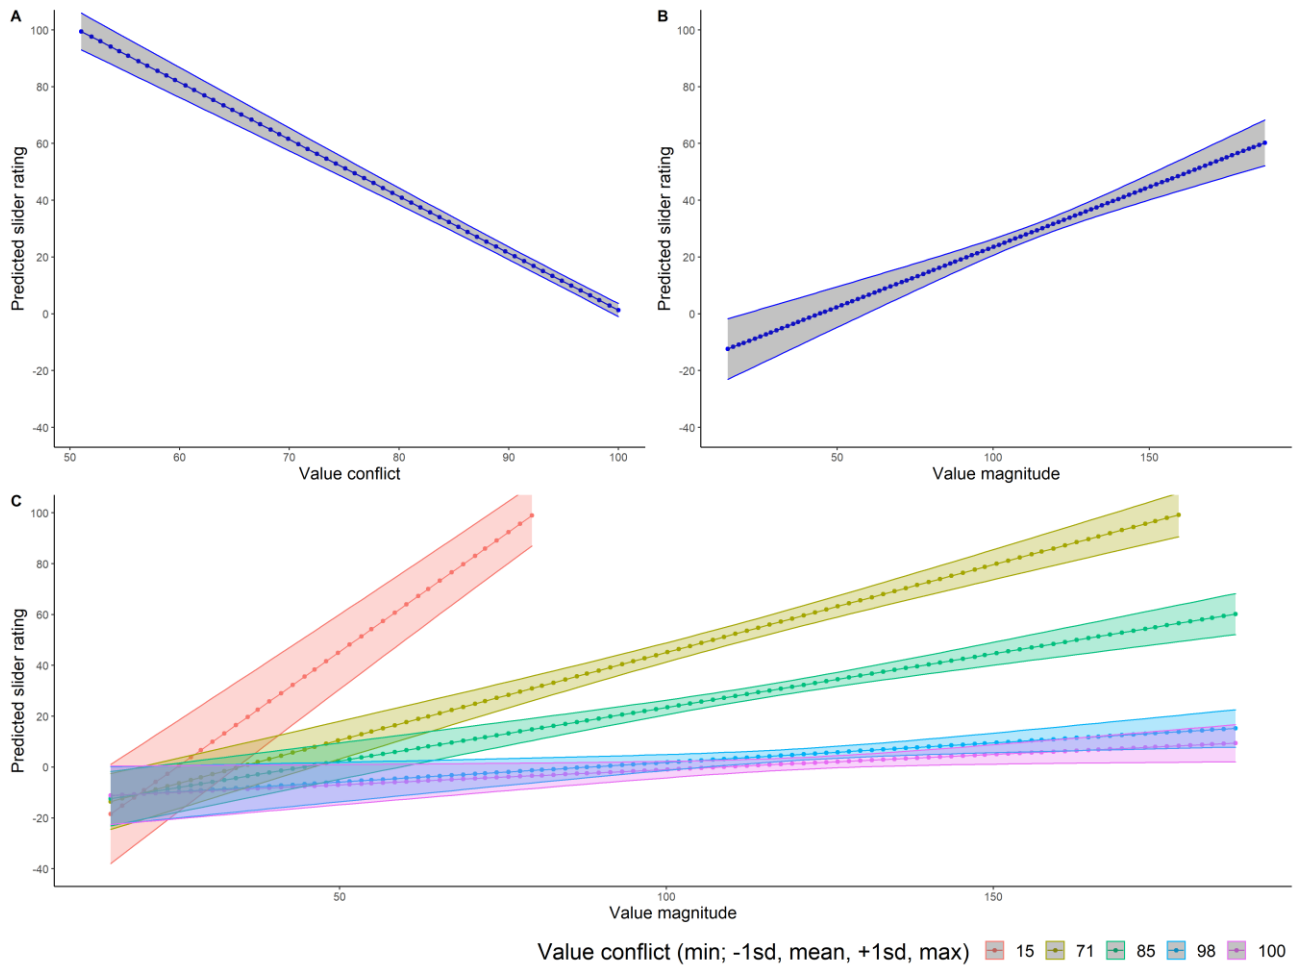 A
Predicted slider rating
100
80
60
40
20
0
-20
-40
50 60 70 80 90 100
Value conflict
B
Predicted slider rating
100
80
60
40
20
0
-20
-40
50 100 150
Value magnitude
C
Predicted slider rating
100
80
60
40
20
0
-20
-40
50 100 150
Value magnitude
Value conflict (min; -1sd, mean, +1sd, max) 15 71 85 98 100